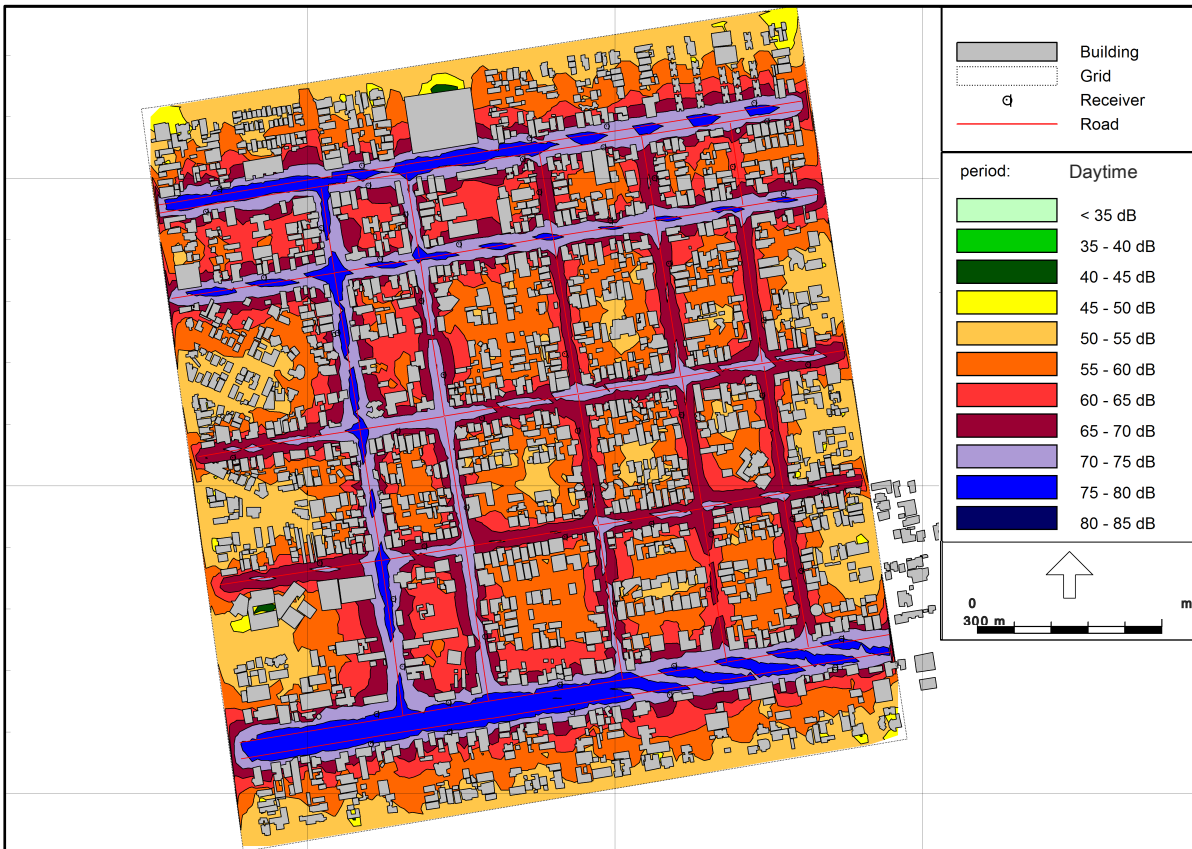 Building
Grid
Receiver
Road
period: Daytime
< 35 dB
35 - 40 dB
40 - 45 dB
45 - 50 dB
50 - 55 dB
55 - 60 dB
60 - 65 dB
65 - 70 dB
70 - 75 dB
75 - 80 dB
80 - 85 dB
0 m
300 m